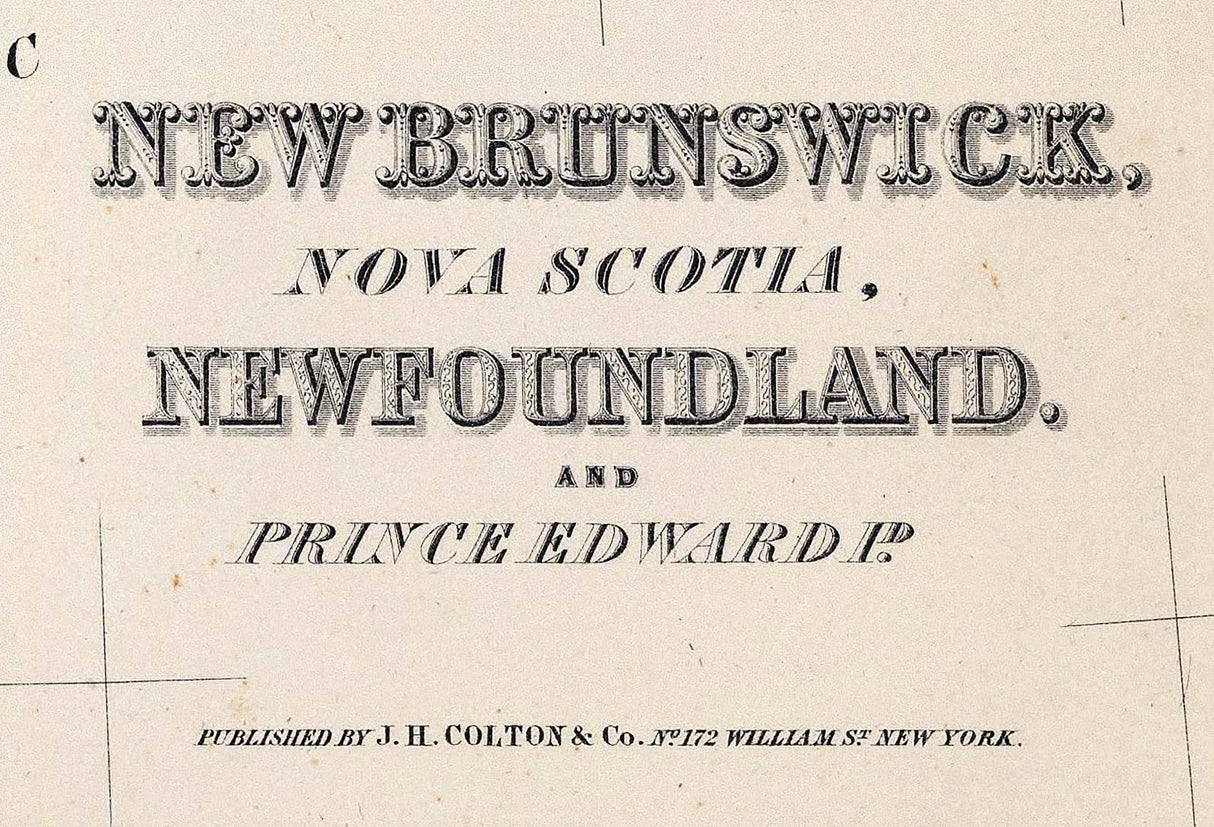 C
NEW BRUNSWICK,
NOVA SCOTIA,
NEWFOUNDLAND.
AND
PRINCE EDWARD Iᴰ.
PUBLISHED BY J. H. COLTON & Co. Nº 172 WILLIAM Sᵀ NEW YORK.